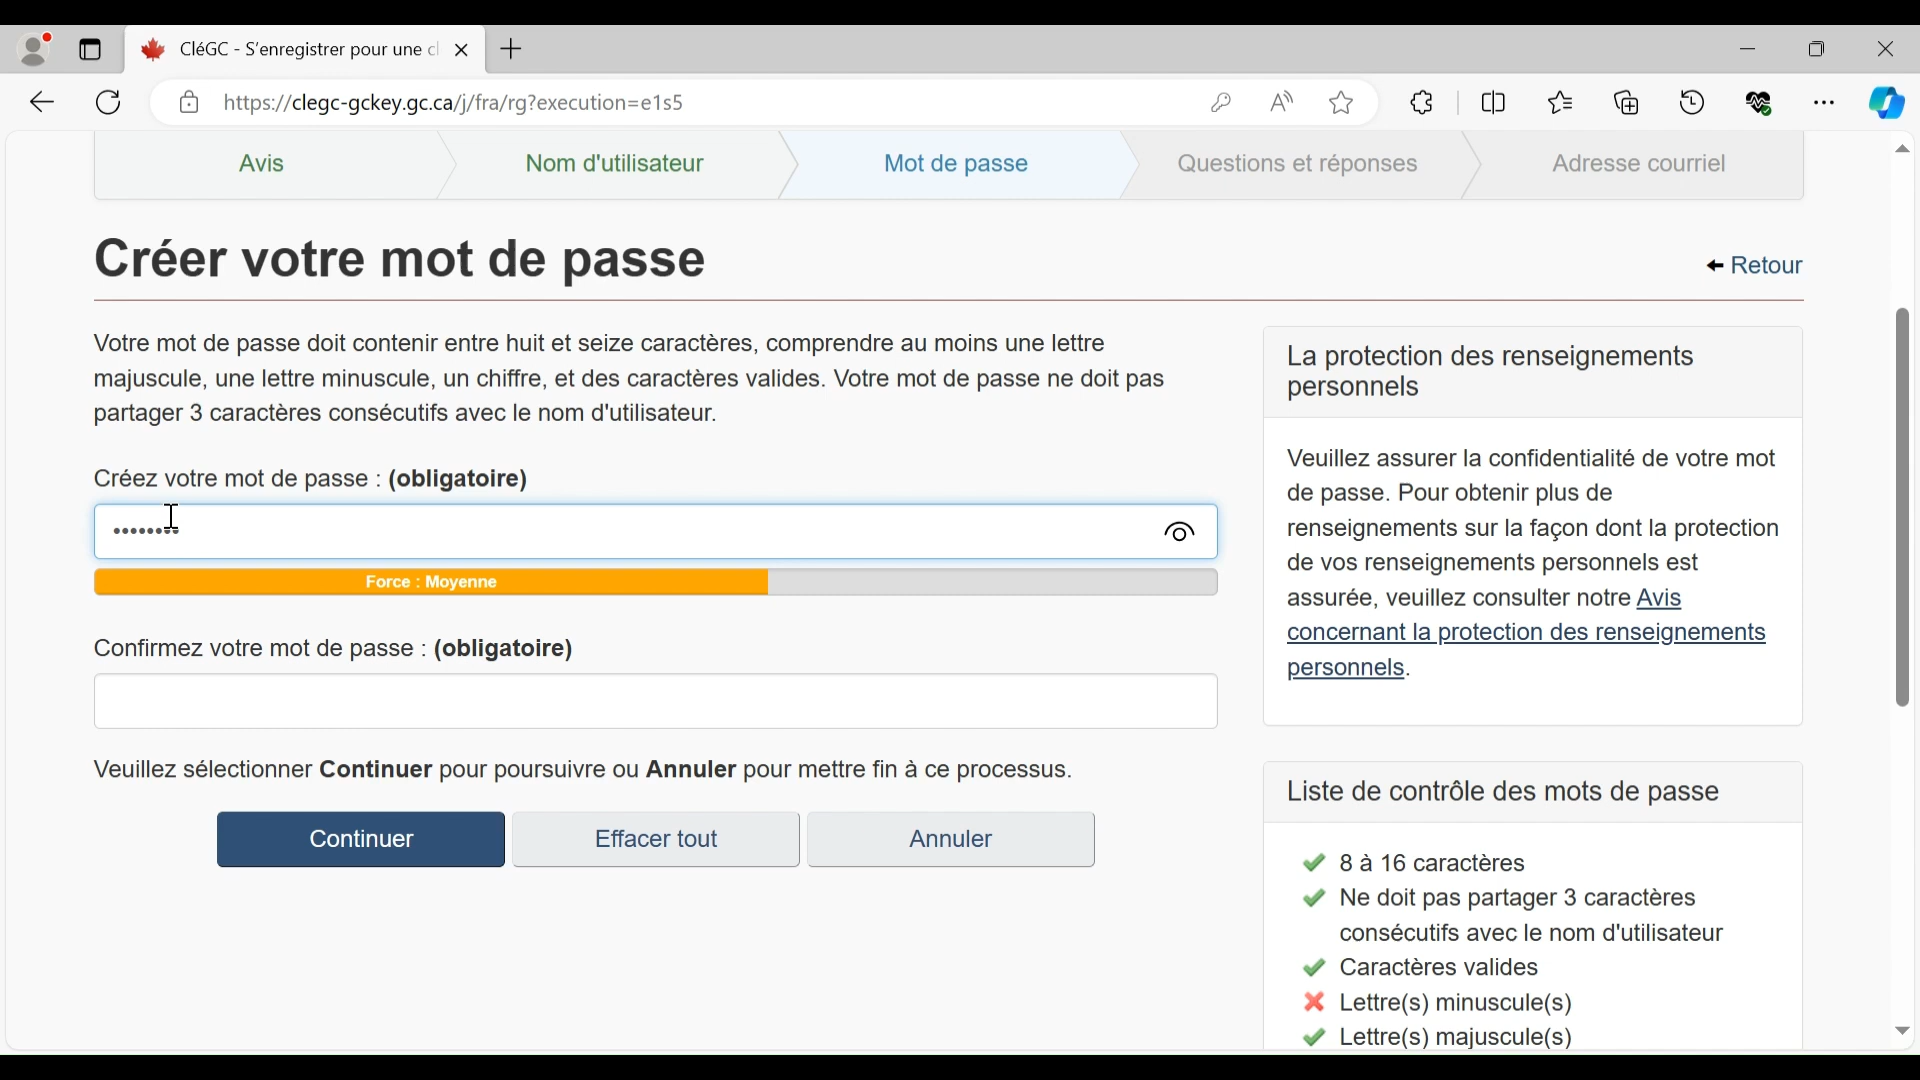 CléGC - S'enregistrer pour une cl
https://clegc-gckey.gc.ca/j/fra/rg?execution=e1s5
Avis
Nom d'utilisateur
Mot de passe
Questions et réponses
Adresse courriel
Créer votre mot de passe
Retour
Votre mot de passe doit contenir entre huit et seize caractères, comprendre au moins une lettre
majuscule, une lettre minuscule, un chiffre, et des caractères valides. Votre mot de passe ne doit pas
partager 3 caractères consécutifs avec le nom d'utilisateur.
Créez votre mot de passe : (obligatoire)
••••••••
Force : Moyenne
Confirmez votre mot de passe : (obligatoire)
Veuillez sélectionner Continuer pour poursuivre ou Annuler pour mettre fin à ce processus.
Continuer
Effacer tout
Annuler
La protection des renseignements
personnels
Veuillez assurer la confidentialité de votre mot
de passe. Pour obtenir plus de
renseignements sur la façon dont la protection
de vos renseignements personnels est
assurée, veuillez consulter notre Avis
concernant la protection des renseignements
personnels.
Liste de contrôle des mots de passe
8 à 16 caractères
Ne doit pas partager 3 caractères
consécutifs avec le nom d'utilisateur
Caractères valides
Lettre(s) minuscule(s)
Lettre(s) majuscule(s)